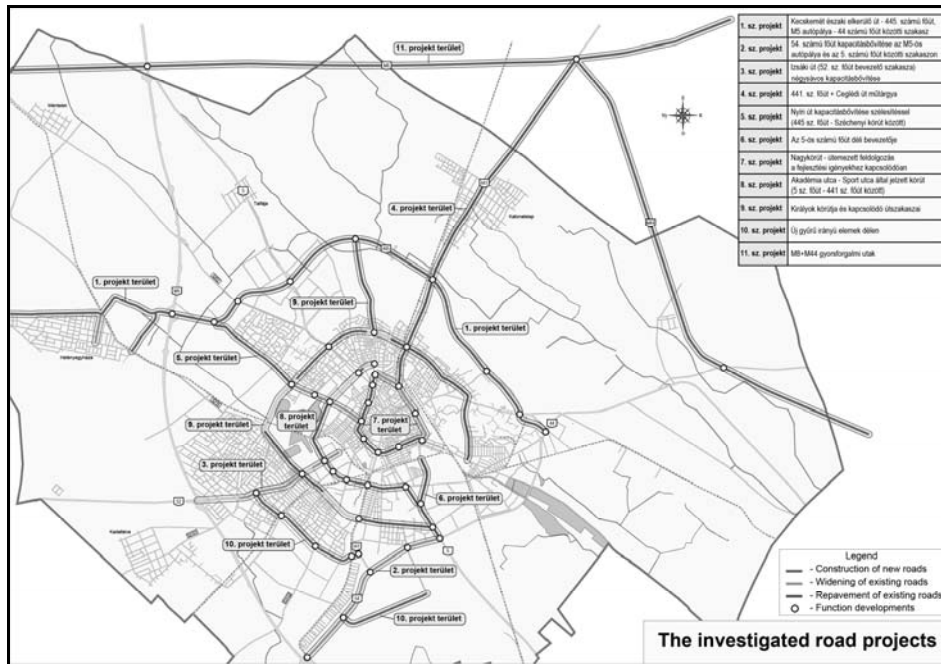 1. sz. projekt Kecskemét északi elkerülő út - 445. számú főút,
M5 autópálya - 44 számú főút közötti szakasz
2. sz. projekt 54. számú főút kapacitásbővítése az M5-ös
autópálya és az 5. számú főút közötti szakaszon
3. sz. projekt Izsáki út (52. sz. főút bevezető szakasza)
négysávos kapacitásbővítése
4. sz. projekt 441. sz. főút + Ceglédi út műtárgya
5. sz. projekt Nyíri út kapacitásbővítése szélesítéssel
(445 sz. főút - Széchenyi körút között)
6. sz. projekt Az 5-ös számú főút déli bevezetője
7. sz. projekt Nagykörút - ütemezett feldolgozás
a fejlesztési igényekhez kapcsolódóan
8. sz. projekt Akadémia utca - Sport utca által jelzett körút
(5 sz. főút - 441 sz. főút között)
9. sz. projekt Királyok körútja és kapcsolódó útszakaszai
10. sz. projekt Új gyűrű irányú elemek délen
11. sz. projekt M8+M44 gyorsforgalmi utak
11. projekt terület
4. projekt terület
Katonatelep
1. projekt terület
9. projekt terület
1. projekt terület
5. projekt terület
Hetényegyháza
8. projekt
terület
7. projekt
terület
9. projekt terület
3. projekt terület
6. projekt terület
10. projekt terület
2. projekt terület
10. projekt terület
Legend
- Construction of new roads
- Widening of existing roads
- Repavement of existing roads
- Function developments
The investigated road projects